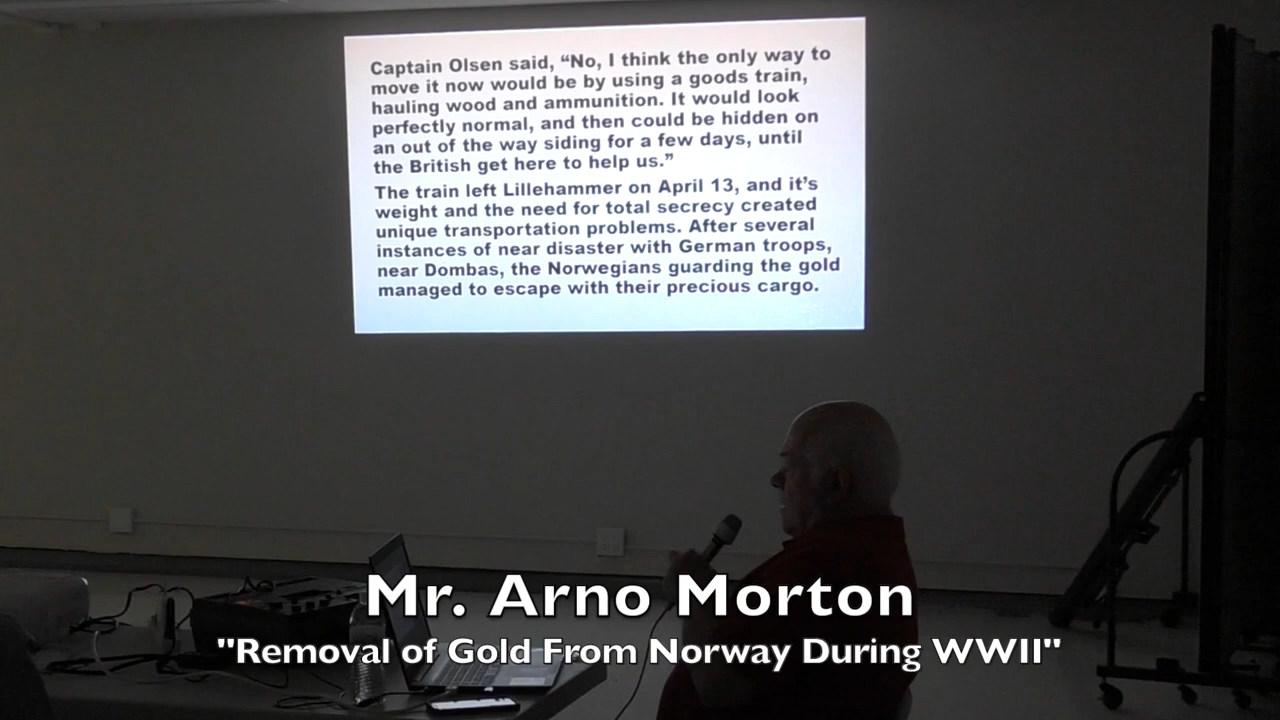 Captain Olsen said, “No, I think the only way to
move it now would be by using a goods train,
hauling wood and ammunition. It would look
perfectly normal, and then could be hidden on
an out of the way siding for a few days, until
the British get here to help us.”
The train left Lillehammer on April 13, and it’s
weight and the need for total secrecy created
unique transportation problems. After several
instances of near disaster with German troops,
near Dombas, the Norwegians guarding the gold
managed to escape with their precious cargo.
Mr. Arno Morton
"Removal of Gold From Norway During WWII"